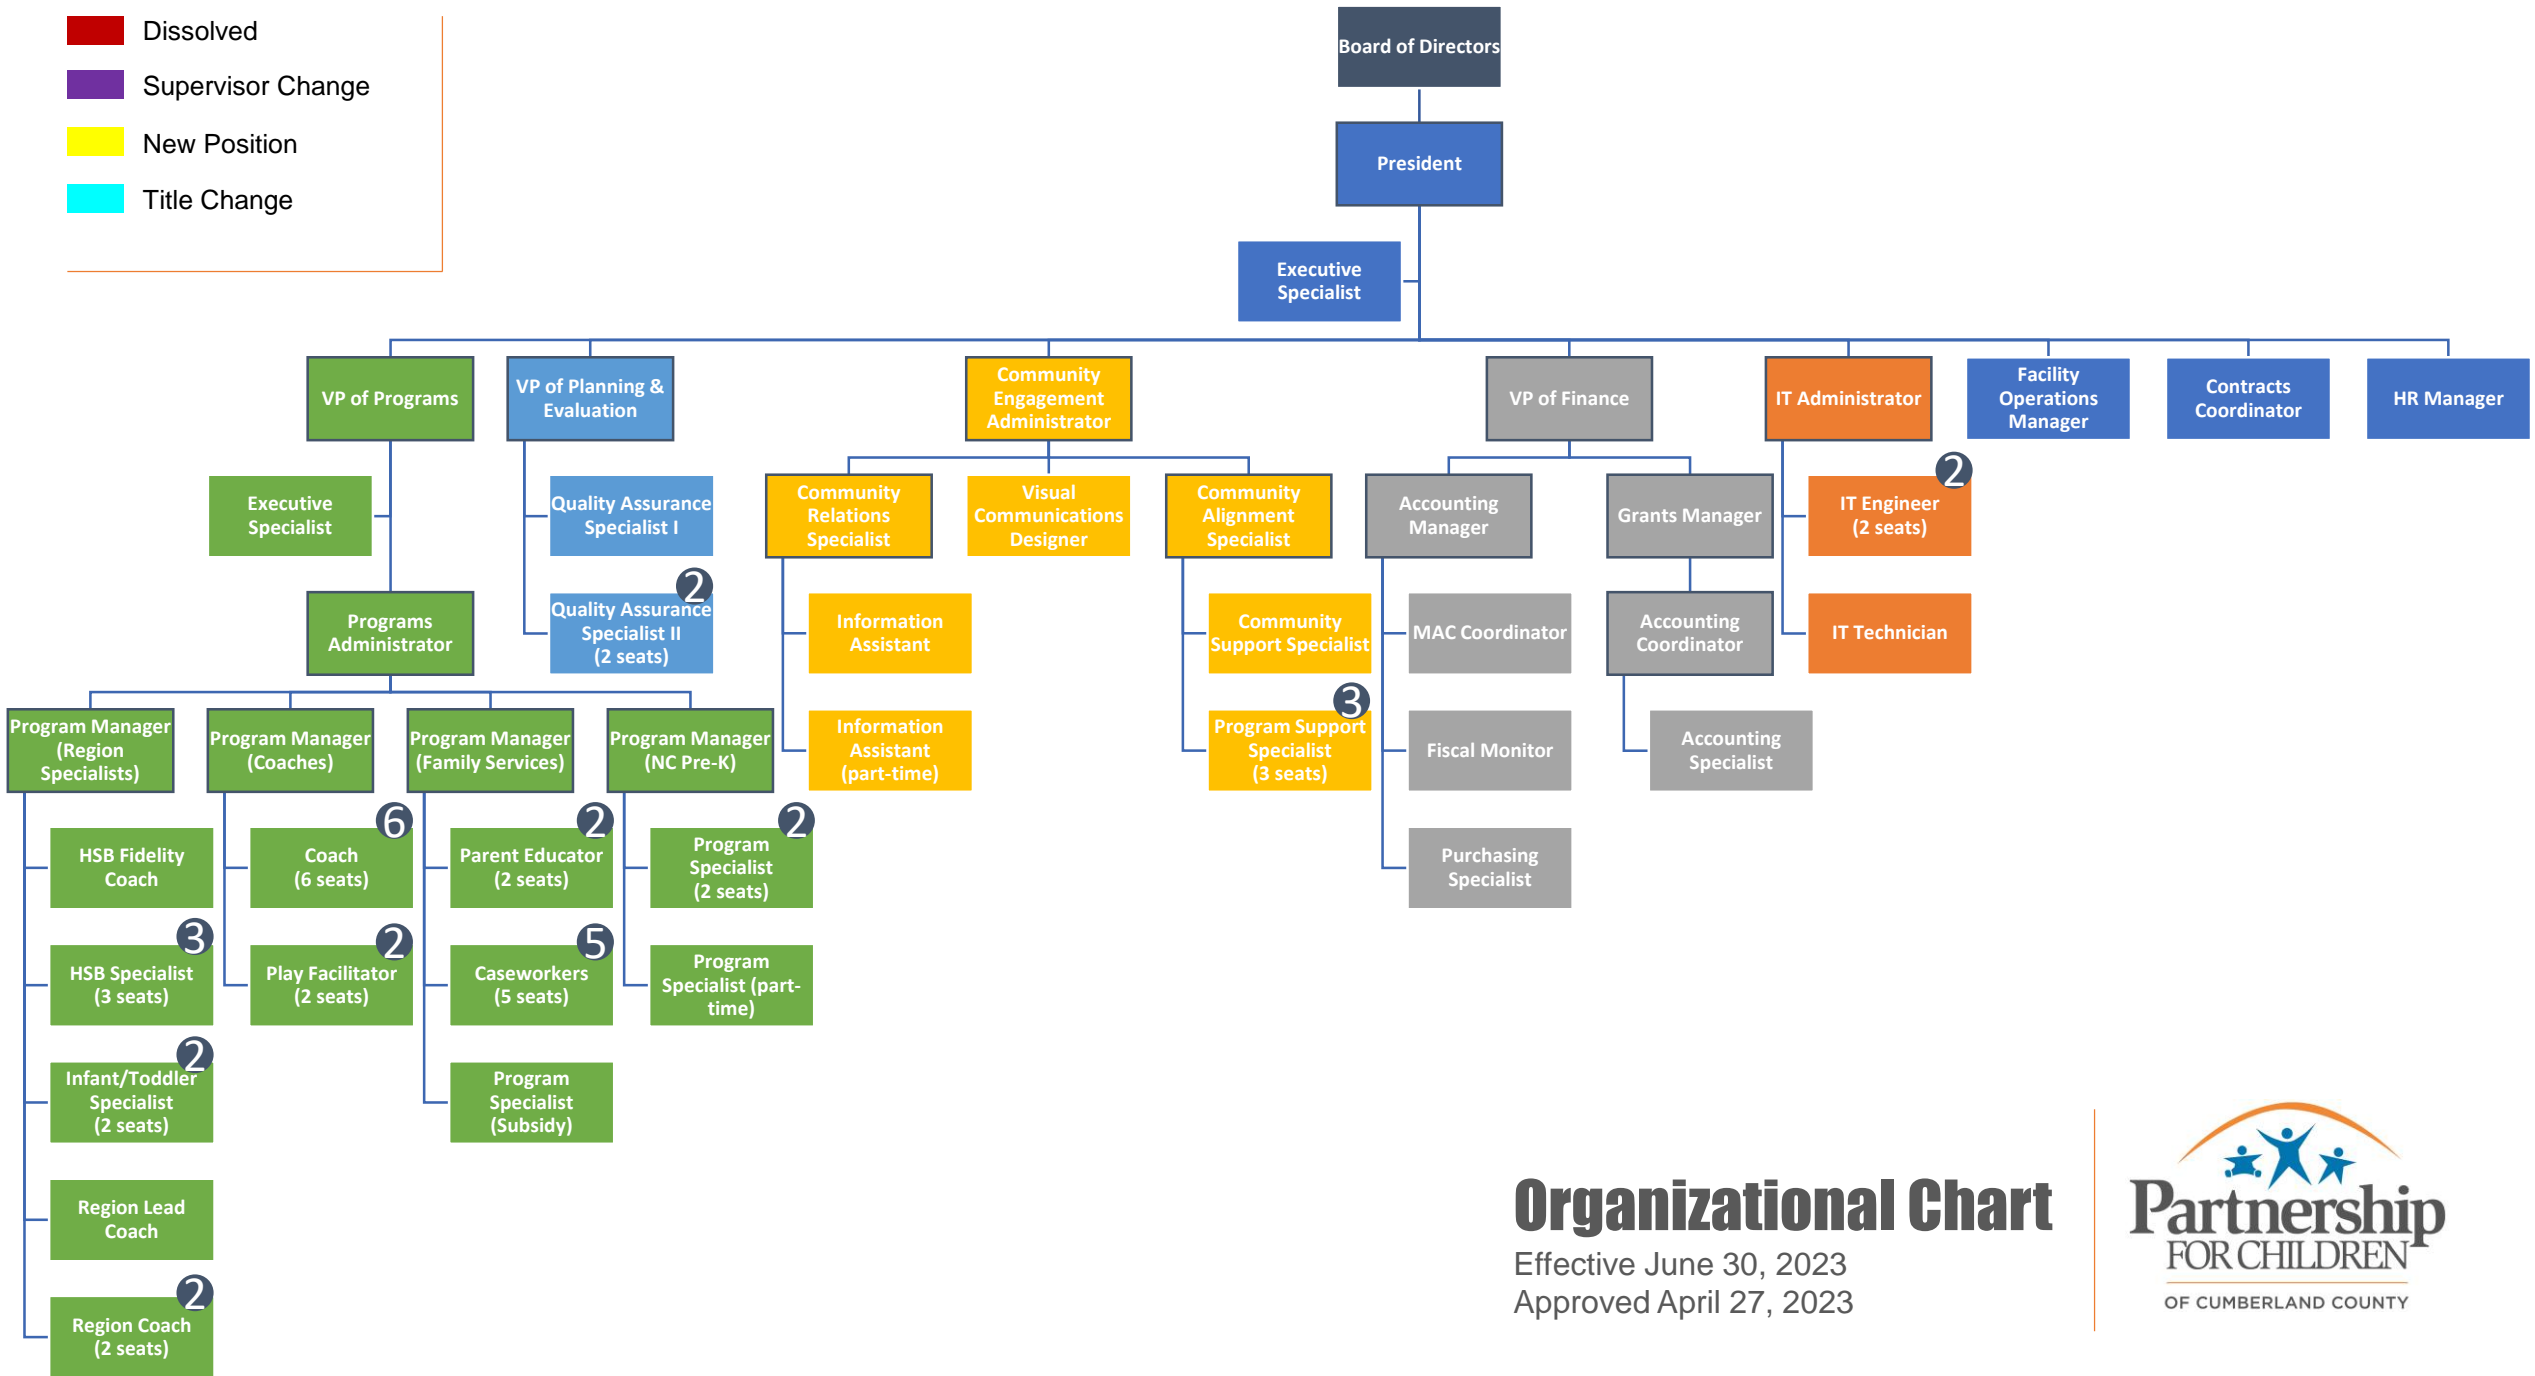 Dissolved
Supervisor Change
New Position
Title Change
Board of Directors
President
Executive
Specialist
VP of Programs
VP of Planning &
Evaluation
Community
Engagement
Administrator
VP of Finance
IT Administrator
Facility
Operations
Manager
Contracts
Coordinator
HR Manager
Executive
Specialist
Quality Assurance
Specialist I
Community
Relations
Specialist
Visual
Communications
Designer
Community
Alignment
Specialist
Accounting
Manager
Grants Manager
2
IT Engineer
(2 seats)
Programs
Administrator
2
Quality Assurance
Specialist II
(2 seats)
Information
Assistant
Community
Support Specialist
MAC Coordinator
Accounting
Coordinator
IT Technician
Program Manager
(Region
Specialists)
Program Manager
(Coaches)
Program Manager
(Family Services)
Program Manager
(NC Pre-K)
Information
Assistant
(part-time)
3
Program Support
Specialist
(3 seats)
Fiscal Monitor
Accounting
Specialist
HSB Fidelity
Coach
6
Coach
(6 seats)
2
Parent Educator
(2 seats)
2
Program
Specialist
(2 seats)
Purchasing
Specialist
3
HSB Specialist
(3 seats)
2
Play Facilitator
(2 seats)
5
Caseworkers
(5 seats)
Program
Specialist (part-
time)
2
Infant/Toddler
Specialist
(2 seats)
Program
Specialist
(Subsidy)
Region Lead
Coach
2
Region Coach
(2 seats)
Organizational Chart
Effective June 30, 2023
Approved April 27, 2023
Partnership
FOR CHILDREN
OF CUMBERLAND COUNTY